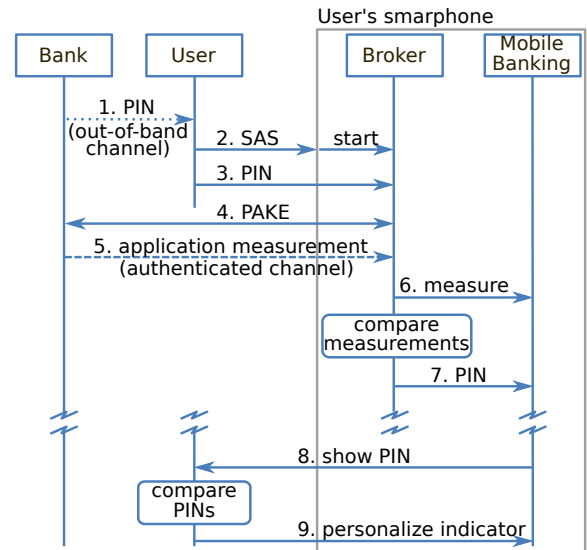 User's smarphone
Bank
User
Broker
Mobile
Banking
1. PIN
(out-of-band
channel)
2. SAS
start
3. PIN
4. PAKE
5. application measurement
(authenticated channel)
6. measure
compare
measurements
7. PIN
8. show PIN
compare
PINs
9. personalize indicator